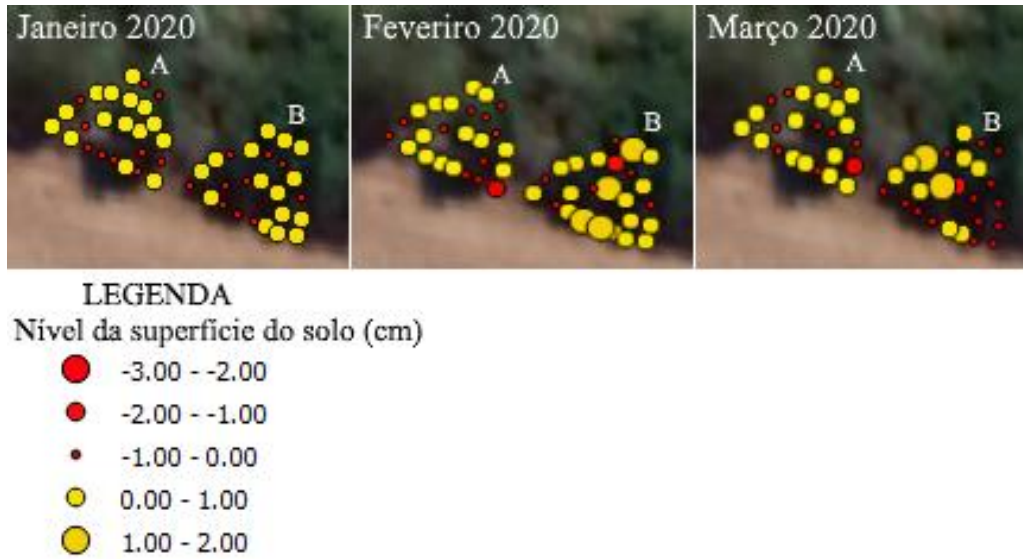 Janeiro 2020
A
B
Feveriro 2020
A
B
Março 2020
A
B
LEGENDA
Nível da superfície do solo (cm)
-3.00 - -2.00
-2.00 - -1.00
-1.00 - 0.00
0.00 - 1.00
1.00 - 2.00